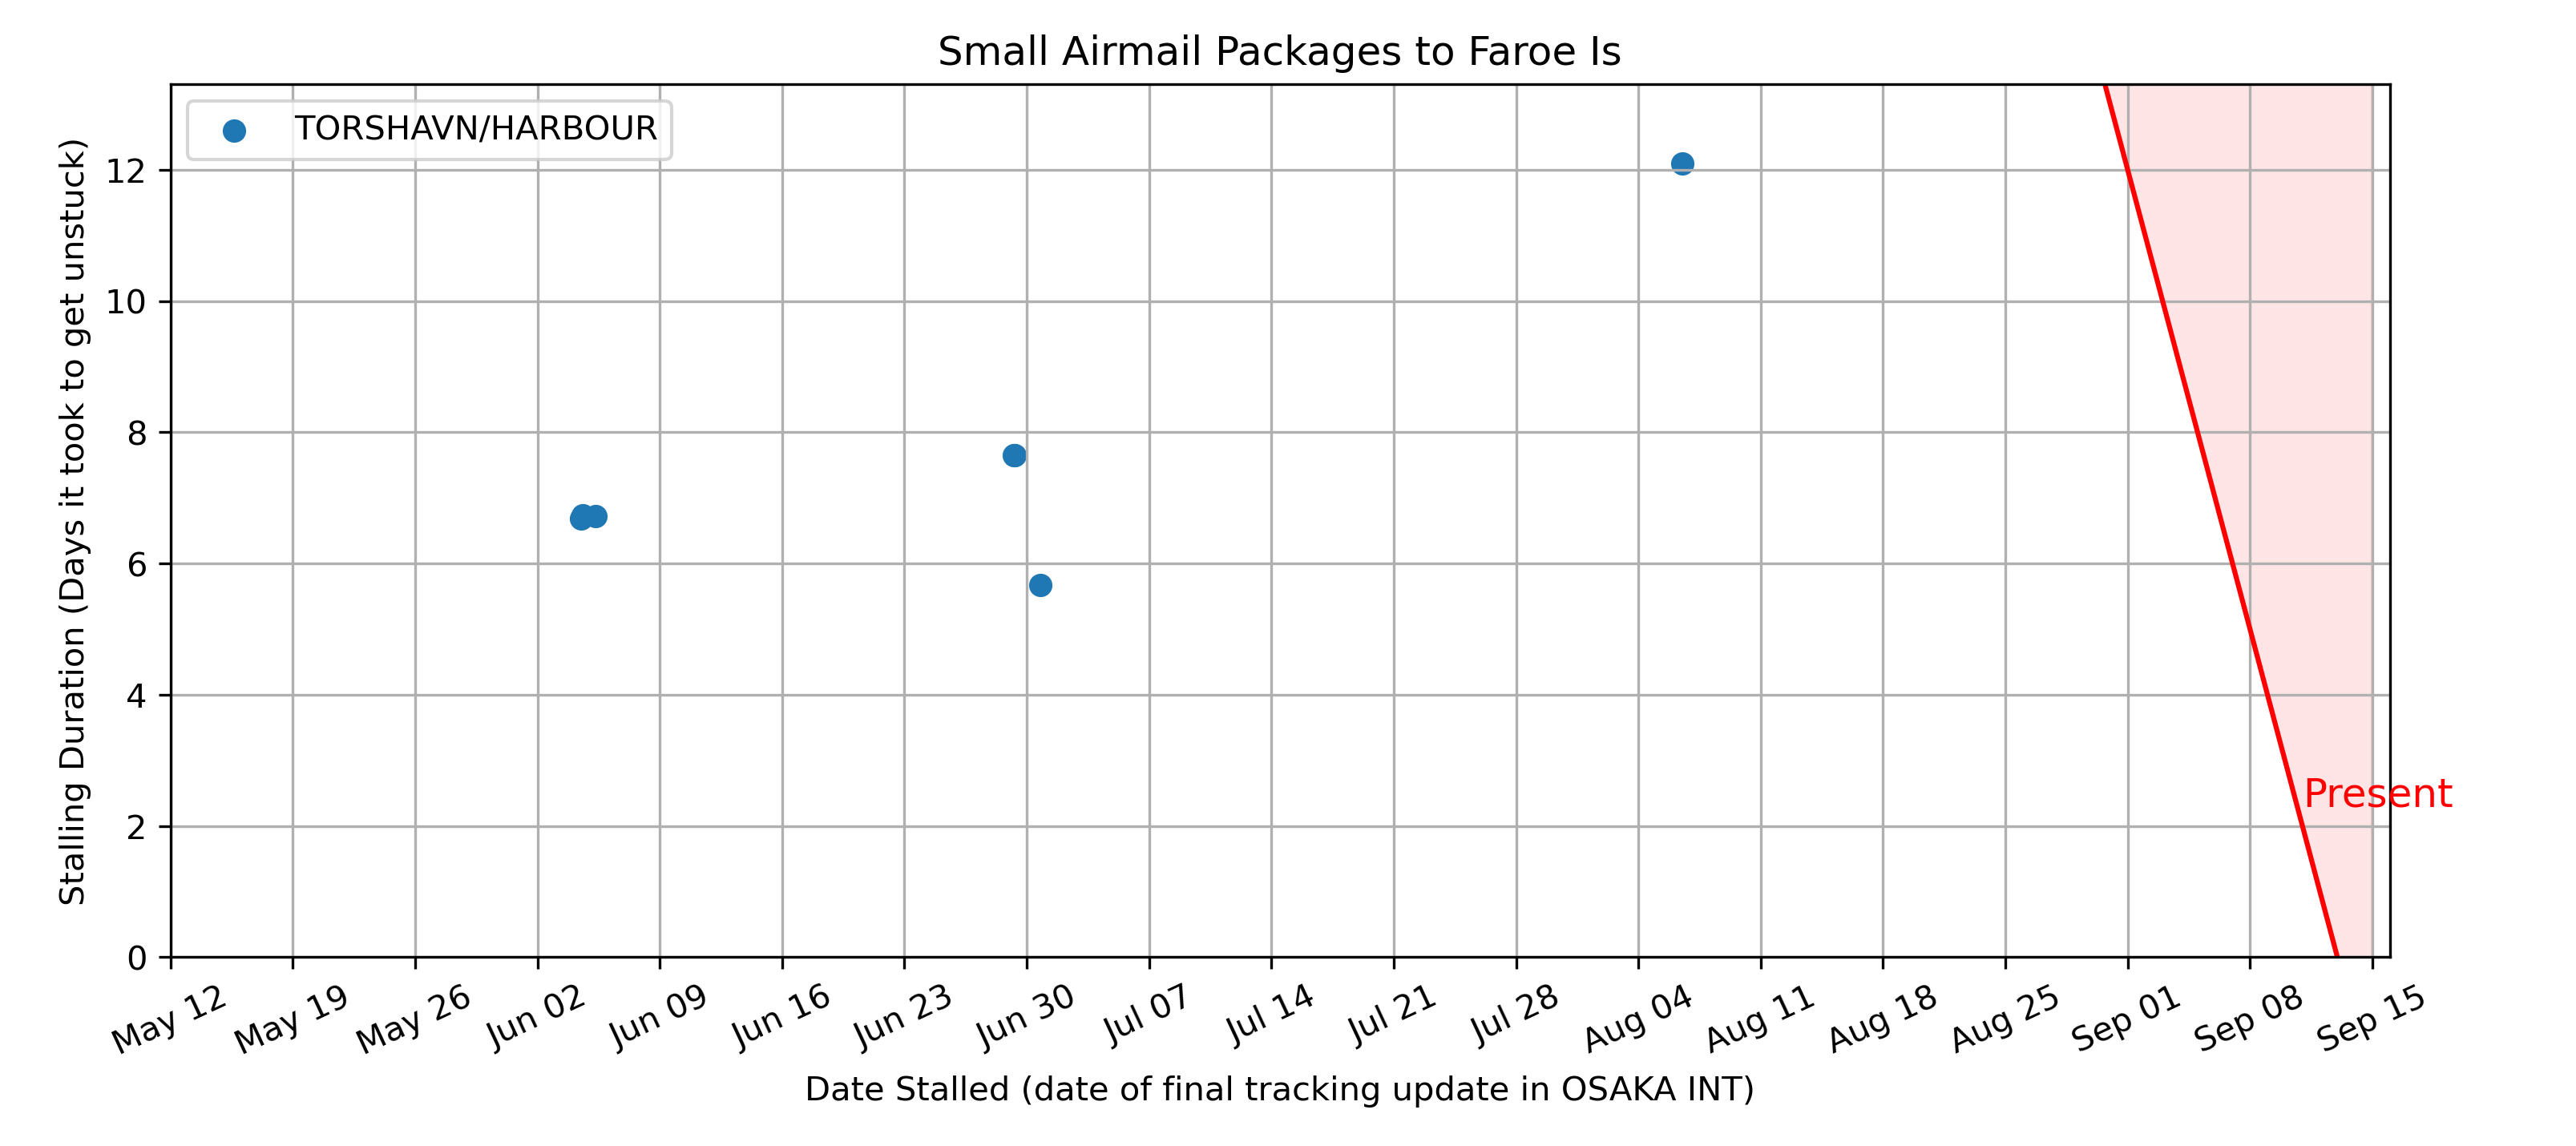 Small Airmail Packages to Faroe Is
TORSHAVN/HARBOUR
Stalling Duration (Days it took to get unstuck)
12
10
8
6
4
2
0
Present
May 12
May 19
May 26
Jun 02
Jun 09
Jun 16
Jun 23
Jun 30
Jul 07
Jul 14
Jul 21
Jul 28
Aug 04
Aug 11
Aug 18
Aug 25
Sep 01
Sep 08
Sep 15
Date Stalled (date of final tracking update in OSAKA INT)